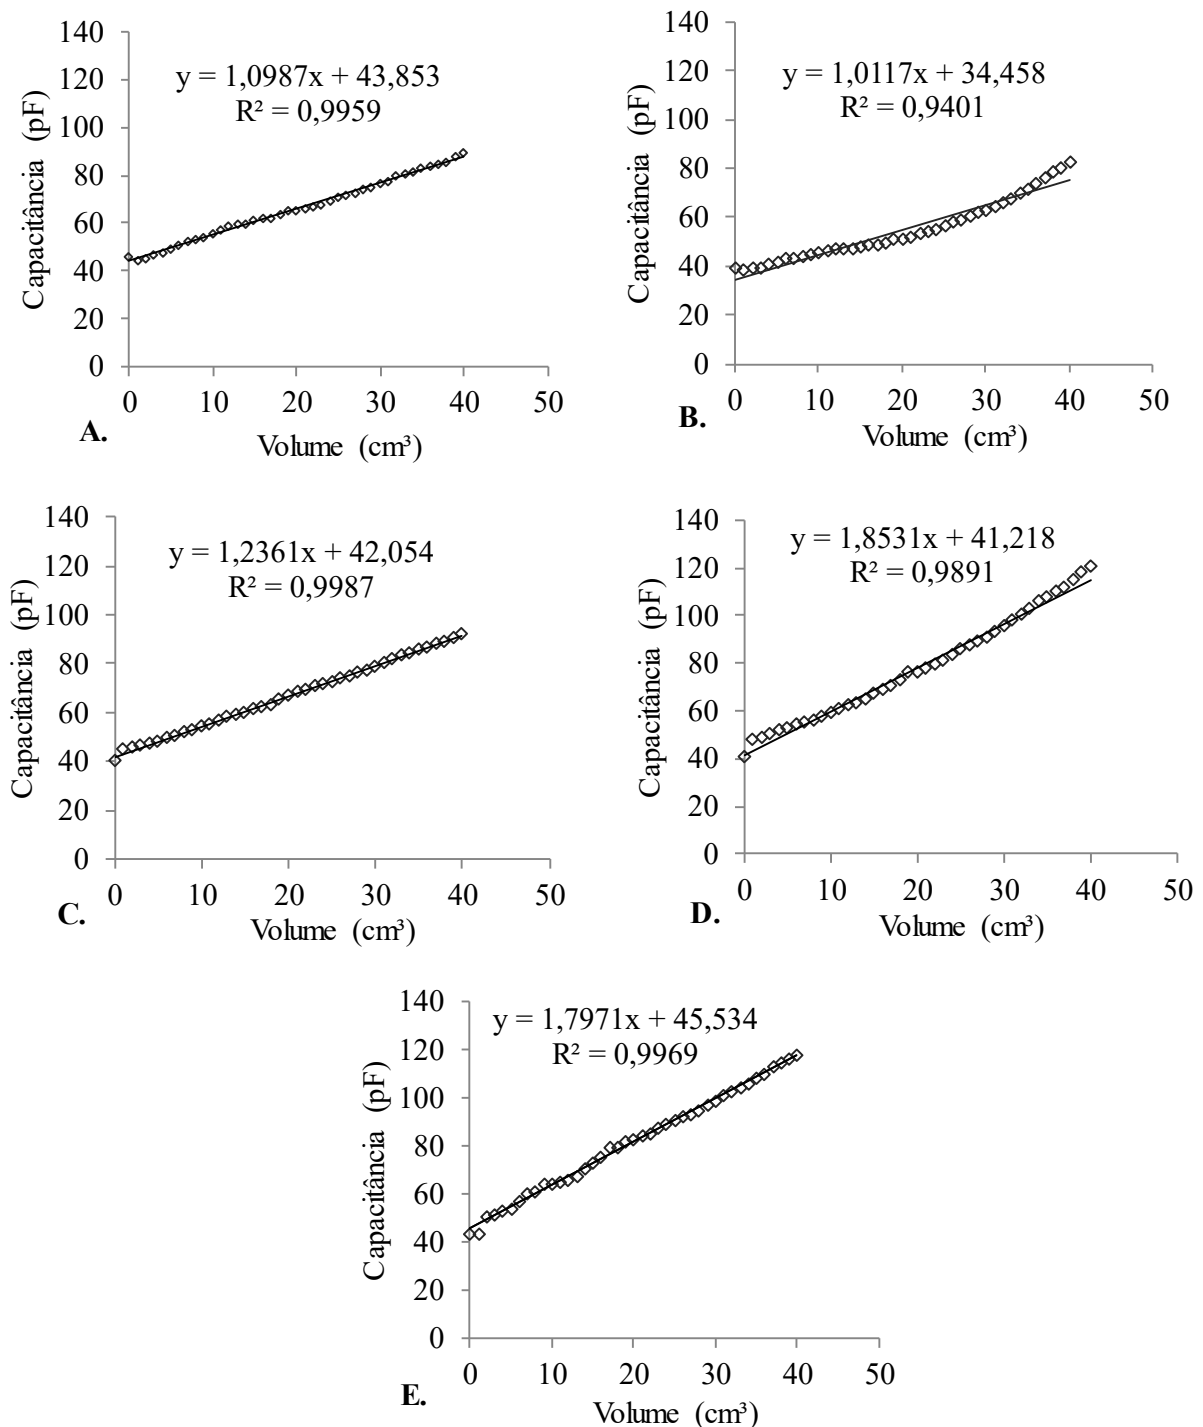 140
120
100
80
60
40
20
0
Capacitância (pF)
y = 1,0987x + 43,853
R² = 0,9959
0 10 20 30 40 50
A.
Volume (cm³)
140
120
100
80
60
40
20
0
Capacitância (pF)
y = 1,0117x + 34,458
R² = 0,9401
0 10 20 30 40 50
B.
Volume (cm³)
140
120
100
80
60
40
20
0
Capacitância (pF)
y = 1,2361x + 42,054
R² = 0,9987
0 10 20 30 40 50
C.
Volume (cm³)
140
120
100
80
60
40
20
0
Capacitância (pF)
y = 1,8531x + 41,218
R² = 0,9891
0 10 20 30 40 50
D.
Volume (cm³)
140
120
100
80
60
40
20
0
Capacitância (pF)
y = 1,7971x + 45,534
R² = 0,9969
0 10 20 30 40 50
E.
Volume (cm³)